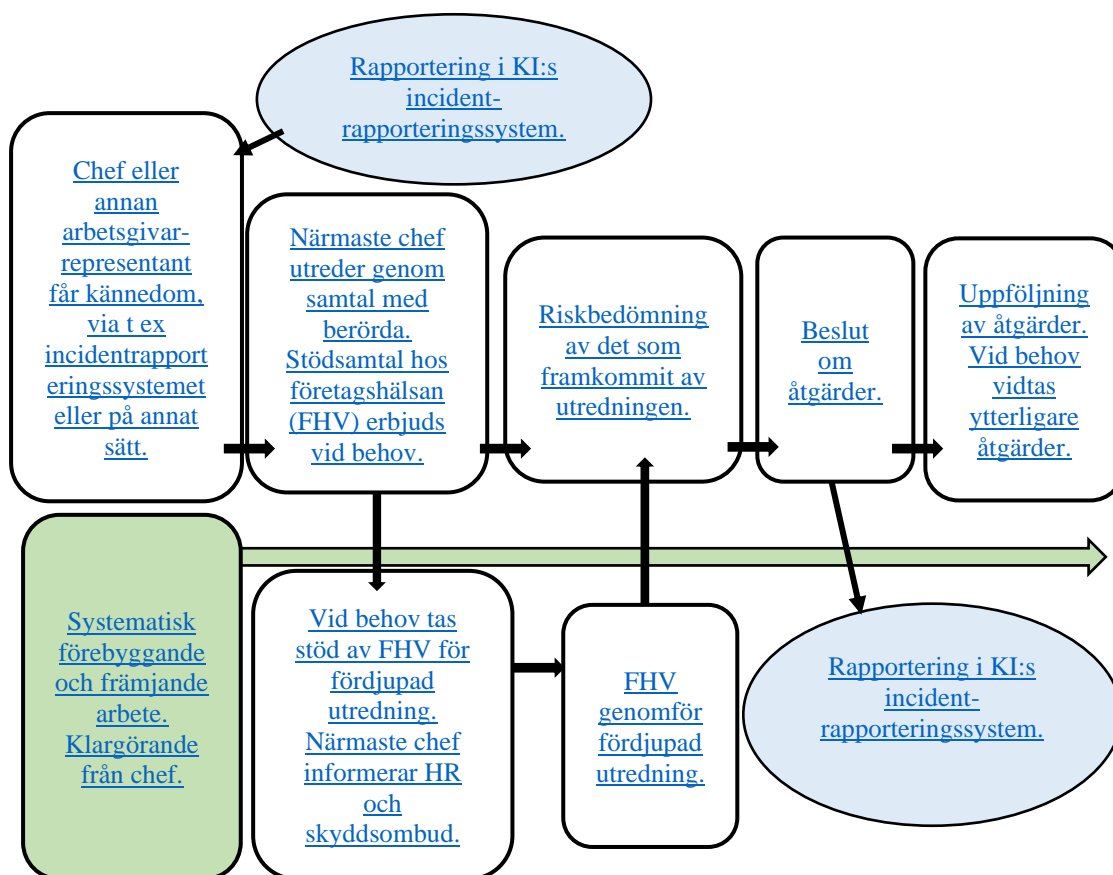 Rapportering i KI:s
incident-
rapporteringssystem.
Chef eller
annan
arbetsgivar-
representant
får kännedom,
via t ex
incidentrapport
eringssystemet
eller på annat
sätt.
Närmaste chef
utreder genom
samtal med
berörda.
Stödsamtal hos
företagshälsan
(FHV) erbjuds
vid behov.
Riskbedömning
av det som
framkommit av
utredningen.
Beslut
om
åtgärder.
Uppföljning
av åtgärder.
Vid behov
vidtas
ytterligare
åtgärder.
Systematisk
förebyggande
och främjande
arbete.
Klargörande
från chef.
Vid behov tas
stöd av FHV för
fördjupad
utredning.
Närmaste chef
informerar HR
och
skyddsombud.
FHV
genomför
fördjupad
utredning.
Rapportering i KI:s
incident-
rapporteringssystem.